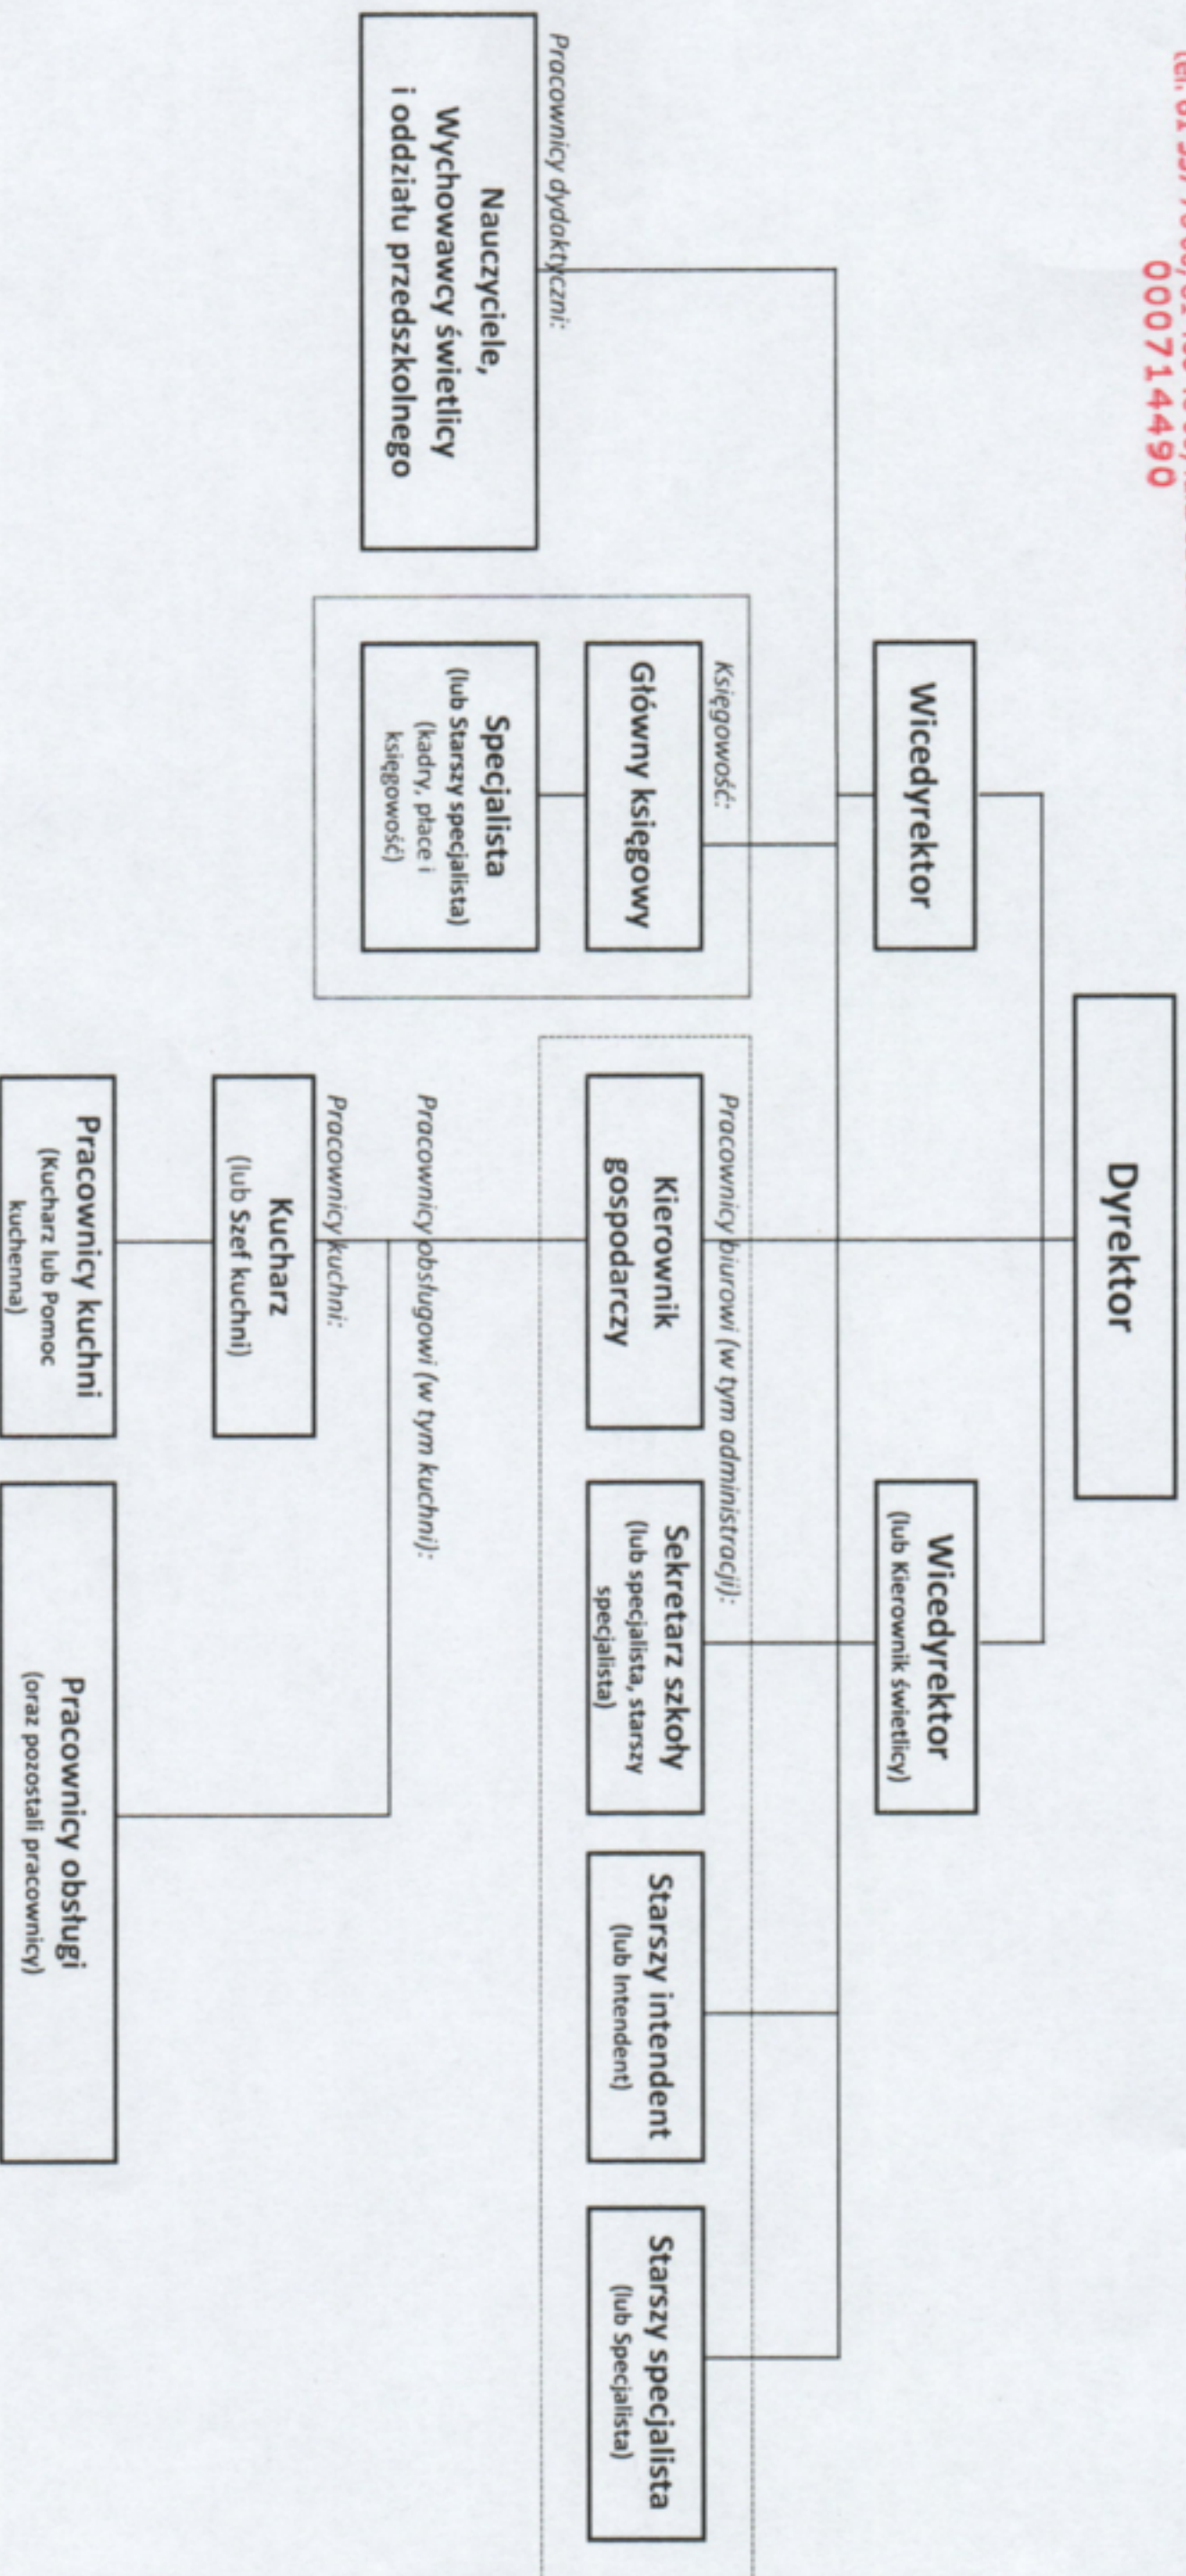 000714490
Dyrektor
Wicedyrektor
Wicedyrektor
(lub Kierownik świetlicy)
Pracownicy dydaktyczni:
Nauczyciele,
Wychowawcy świetlicy
i oddziału przedszkolnego
Księgowość:
Główny księgowy
Specjalista
(lub Starszy specjalista)
(kadry, płace i
księgowość)
Pracownicy biurowi (w tym administracji):
Kierownik
gospodarczy
Sekretarz szkoły
(lub specjalista, starszy
specjalista)
Starszy intendent
(lub Intendent)
Starszy specjalista
(lub Specjalista)
Pracownicy obsługowi (w tym kuchni):
Pracownicy kuchni:
Kucharz
(lub Szef kuchni)
Pracownicy kuchni
(Kucharz lub Pomoc
kuchenna)
Pracownicy obsługi
(oraz pozostali pracownicy)